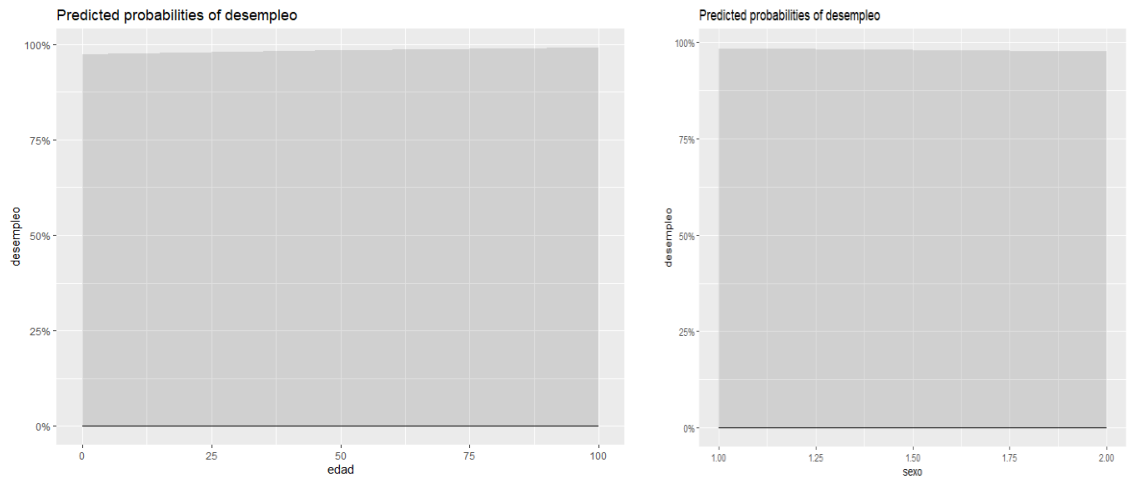 Predicted probabilities of desempleo
100%
75%
50%
25%
0%
desempleo
0 25 50 75 100
edad
Predicted probabilities of desempleo
100%
75%
50%
25%
0%
desempleo
1.00 1.25 1.50 1.75 2.00
sexo